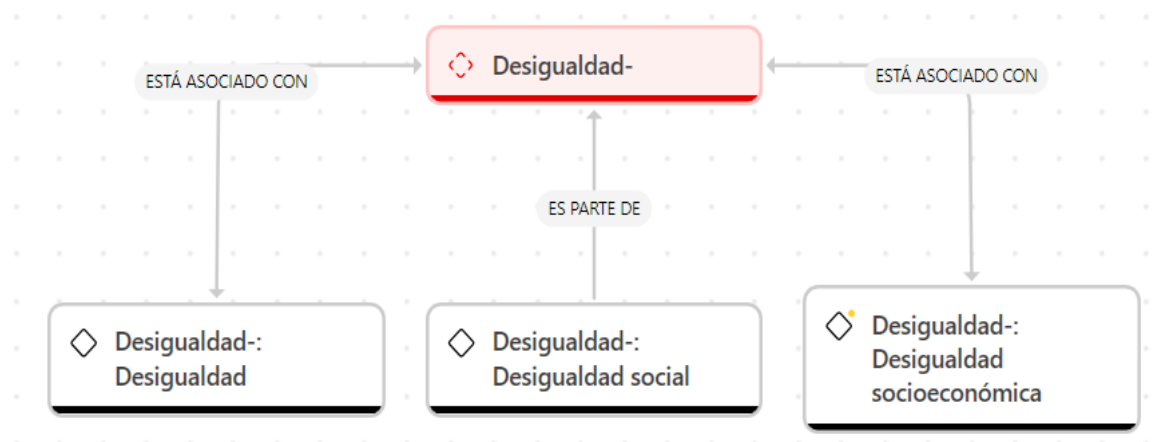 Desigualdad-
ESTÁ ASOCIADO CON
ESTÁ ASOCIADO CON
ES PARTE DE
Desigualdad-:
Desigualdad
Desigualdad-:
Desigualdad social
Desigualdad-:
Desigualdad
socioeconómica